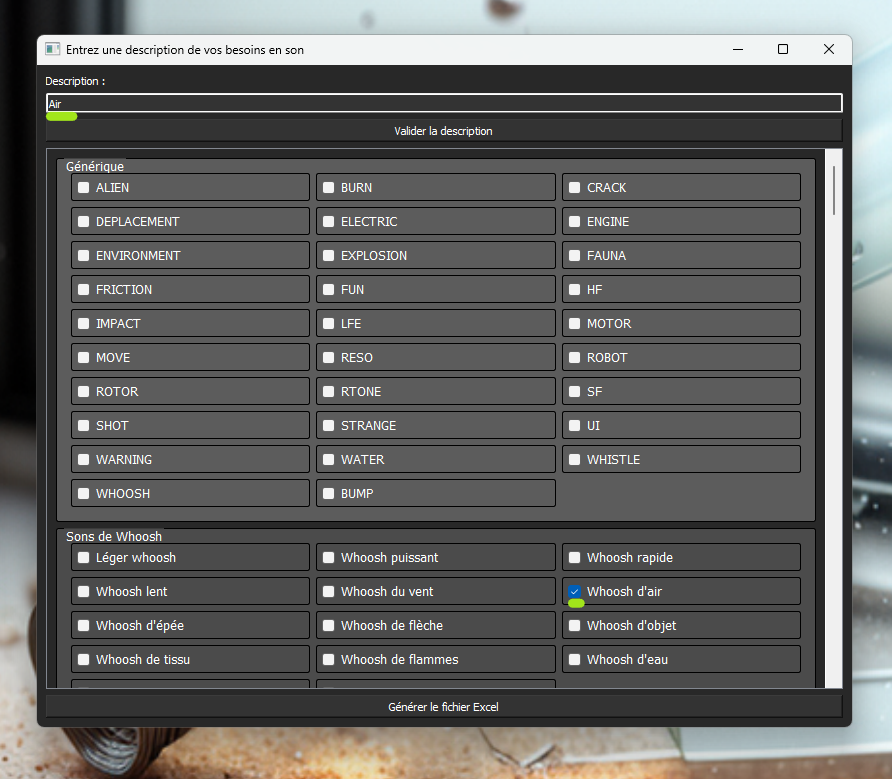 Entrez une description de vos besoins en son
Description :
Air
Valider la description
Générique
ALIEN BURN CRACK
DEPLACEMENT ELECTRIC ENGINE
ENVIRONMENT EXPLOSION FAUNA
FRICTION FUN HF
IMPACT LFE MOTOR
MOVE RESO ROBOT
ROTOR RTONE SF
SHOT STRANGE UI
WARNING WATER WHISTLE
WHOOSH BUMP
Sons de Whoosh
Léger whoosh Whoosh puissant Whoosh rapide
Whoosh lent Whoosh du vent Whoosh d'air
Whoosh d'épée Whoosh de flèche Whoosh d'objet
Whoosh de tissu Whoosh de flammes Whoosh d'eau
Générer le fichier Excel